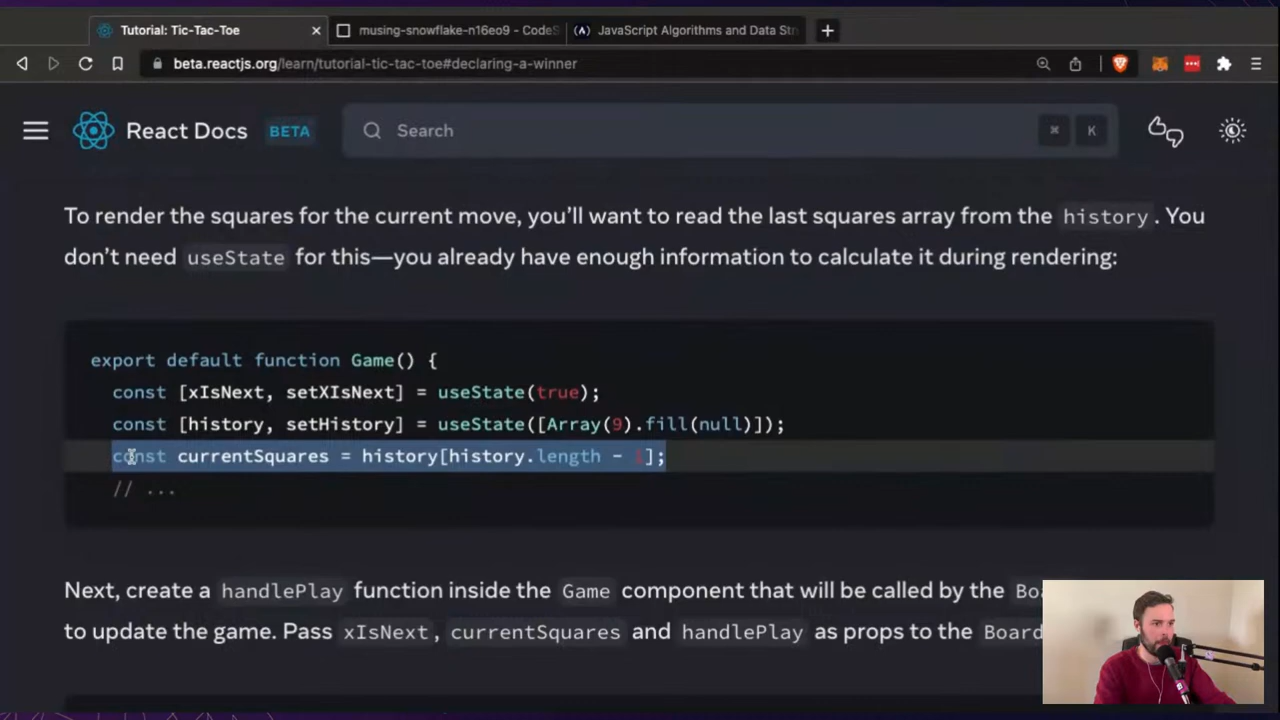 Tutorial: Tic-Tac-Toe
musing-snowflake-n16eo9 - CodeS
JavaScript Algorithms and Data Str
beta.reactjs.org/learn/tutorial-tic-tac-toe#declaring-a-winner
React Docs BETA Search ⌘ K
To render the squares for the current move, you’ll want to read the last squares array from the history. You
don’t need useState for this—you already have enough information to calculate it during rendering:
export default function Game() {
const [xIsNext, setXIsNext] = useState(true);
const [history, setHistory] = useState([Array(9).fill(null)]);
const currentSquares = history[history.length - 1];
// ...
Next, create a handlePlay function inside the Game component that will be called by the Boa
to update the game. Pass xIsNext, currentSquares and handlePlay as props to the Board